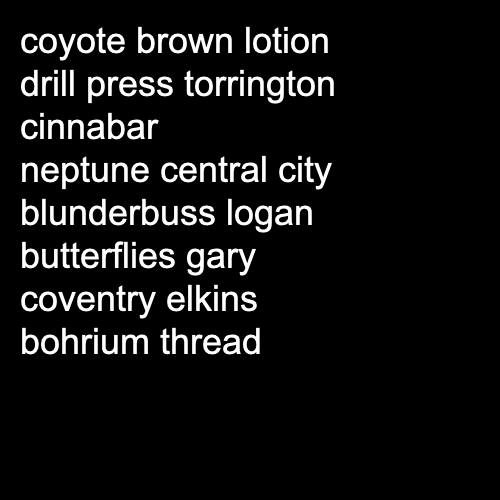 coyote brown lotion
drill press torrington
cinnabar
neptune central city
blunderbuss logan
butterflies gary
coventry elkins
bohrium thread